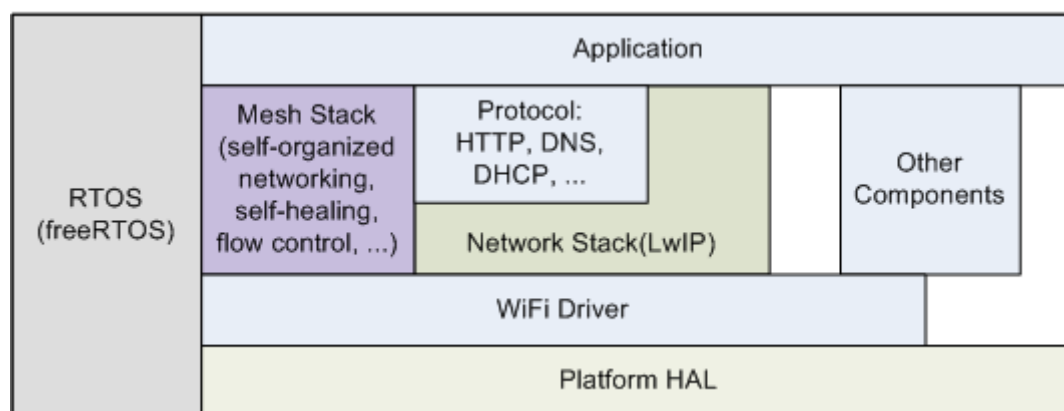 RTOS
(freeRTOS)
Application
Mesh Stack
(self-organized
networking,
self-healing,
flow control, ...)
Protocol:
HTTP, DNS,
DHCP, ...
Network Stack(LwIP)
Other
Components
WiFi Driver
Platform HAL